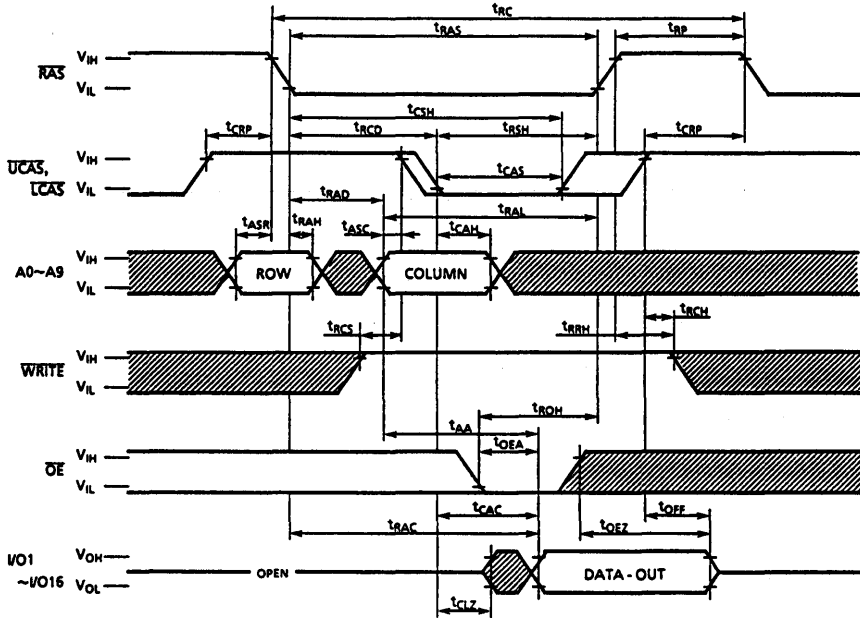 tRC
tRAS
tRP
RAS
VIH
VIL
tCSH
tCRP
tRCD
tRSH
tCRP
UCAS,
LCAS
VIH
VIL
tCAS
tRAD
tRAL
tASR
tRAH
tASC
tCAH
A0~A9
VIH
VIL
ROW
COLUMN
tRCH
tRCS
tRRH
WRITE
VIH
VIL
tROH
tAA
tOEA
OE
VIH
VIL
tCAC
tOFF
tRAC
tOEZ
I/O1
~I/O16
VOH
VOL
OPEN
DATA - OUT
tCLZ